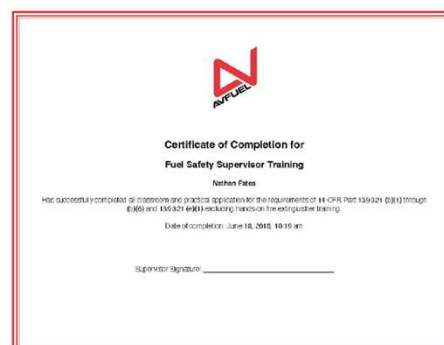 AVFUEL
Certificate of Completion for
Fuel Safety Supervisor Training
Nathan Fates
Has successfully completed all classroom and practical application for the requirements of 14 CFR Part 139.321 (b)(1) through
(b)(6) and 139.321 (e)(1) excluding hands-on fire extinguisher training.
Date of completion: June 18, 2018, 10:19 am
Supervisor Signature: